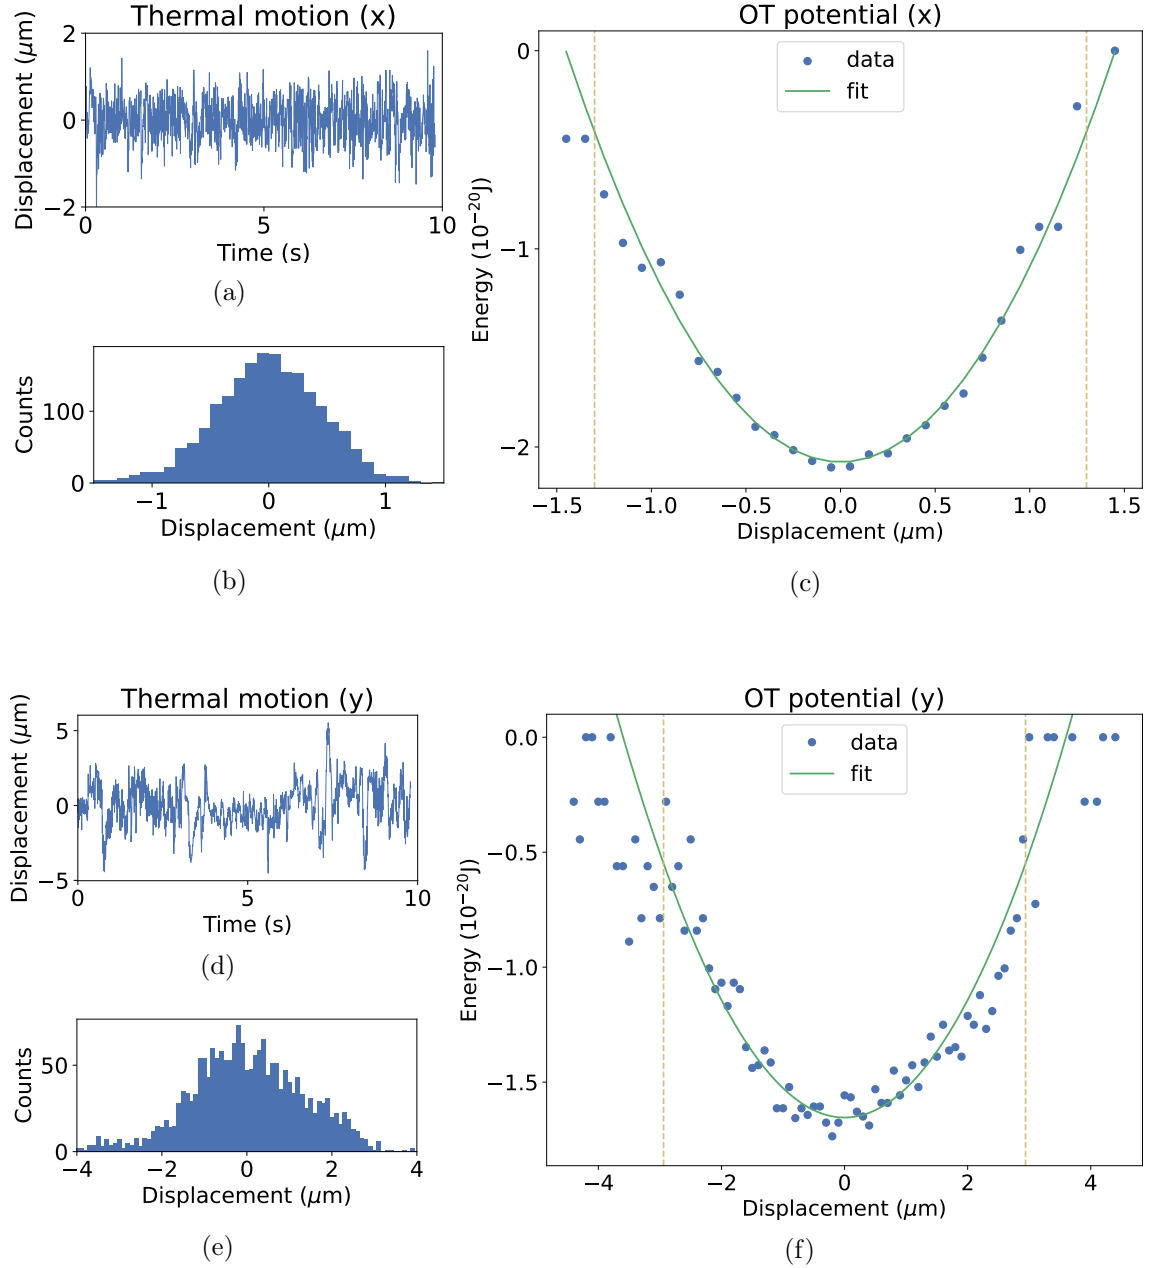 Thermal motion (x)
Displacement (μm)
2
0
−2
0
5
10
Time (s)
(a)
Counts
100
0
−1
0
1
Displacement (μm)
(b)
OT potential (x)
data
fit
Energy (10⁻²⁰J)
0
−1
−2
−1.5
−1.0
−0.5
0.0
0.5
1.0
1.5
Displacement (μm)
(c)
Thermal motion (y)
Displacement (μm)
5
0
−5
0
5
10
Time (s)
(d)
Counts
50
0
−4
−2
0
2
4
Displacement (μm)
(e)
OT potential (y)
data
fit
Energy (10⁻²⁰J)
0.0
−0.5
−1.0
−1.5
−4
−2
0
2
4
Displacement (μm)
(f)